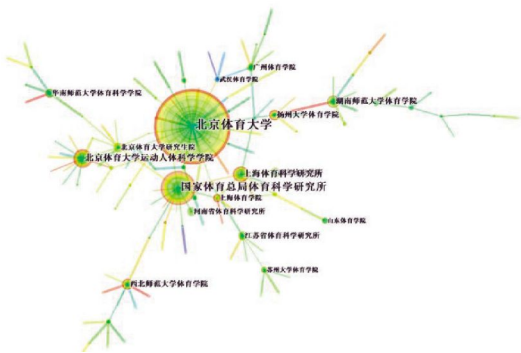 广州体育学院
武汉体育学院
华南师范大学体育科学学院
湖南师范大学体育学院
扬州大学体育学院
北京体育大学
北京体育大学研究生院
北京体育大学运动人体科学学院
上海体育科学研究所
国家体育总局体育科学研究所
上海体育学院
河南省体育科学研究所
山东体育学院
江苏省体育科学研究所
苏州大学体育学院
西北师范大学体育学院